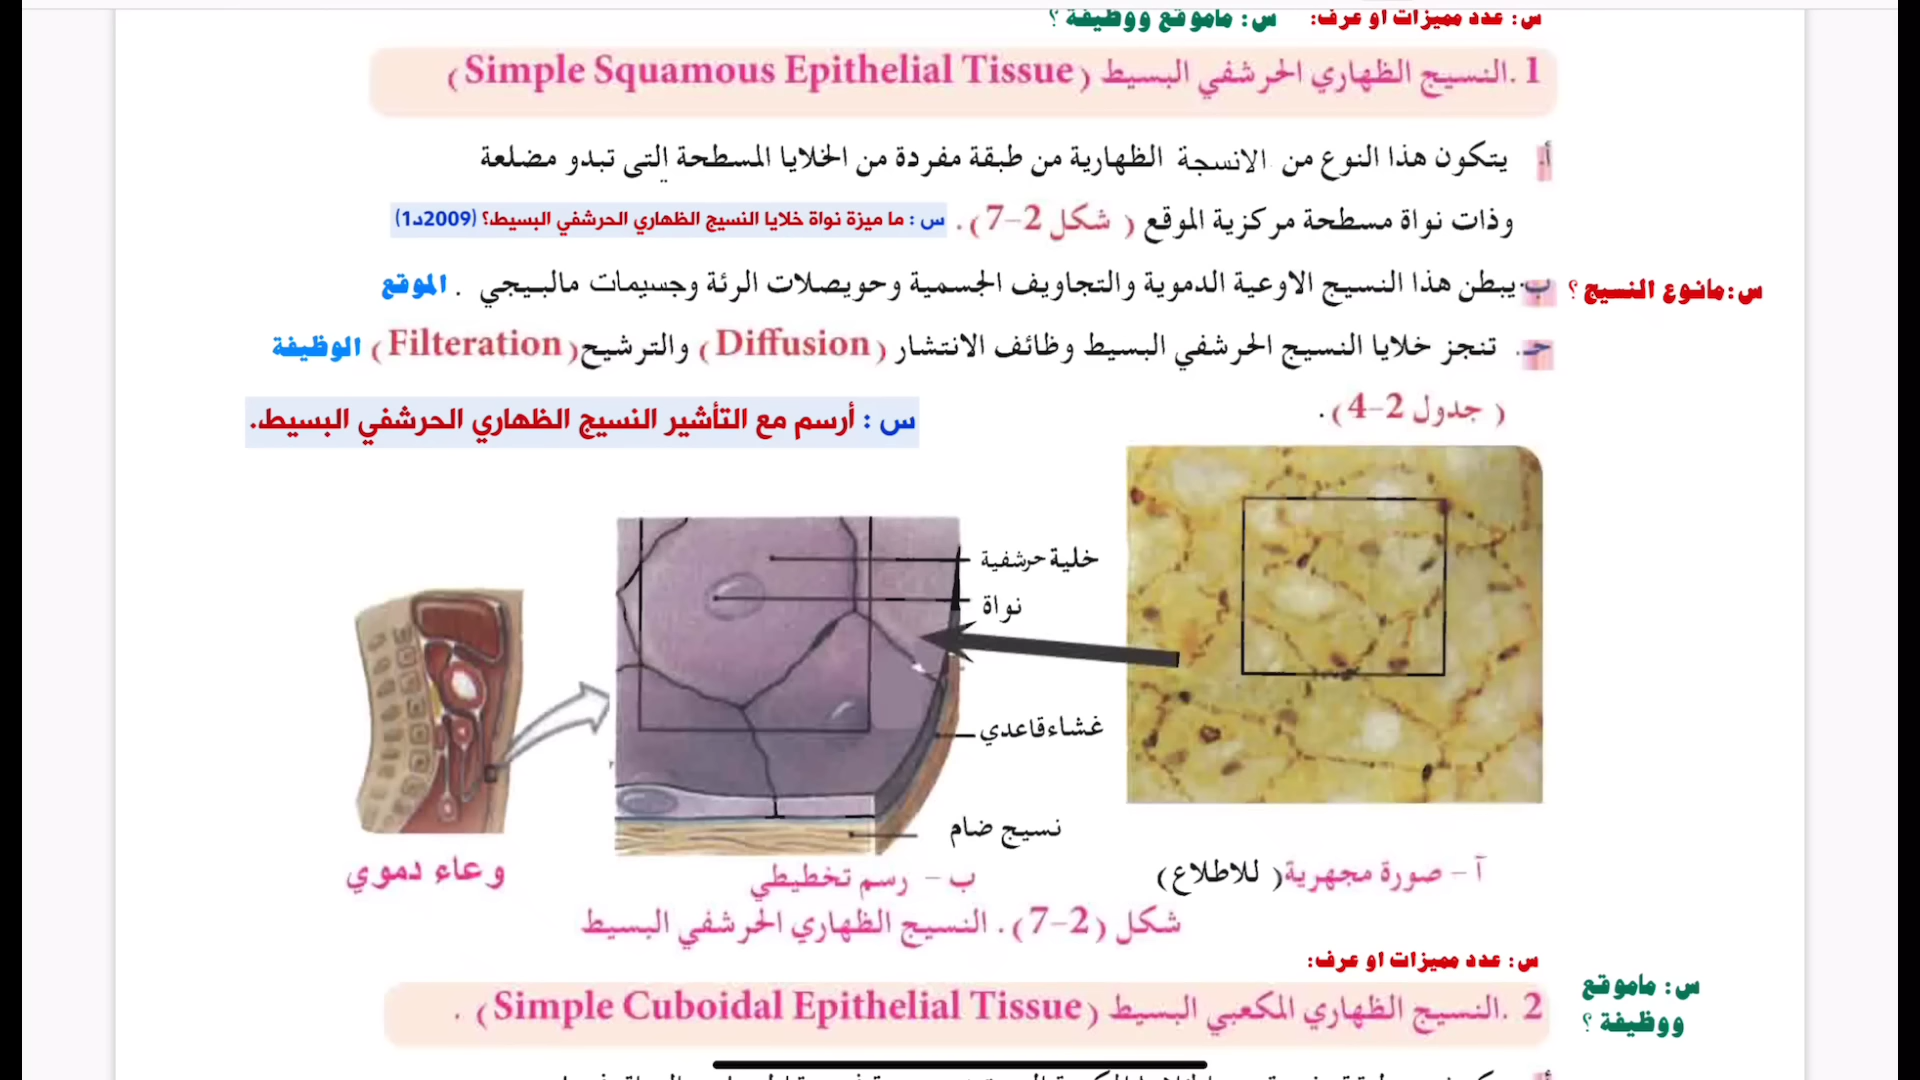 س: عدد مميزات او عرف: س: ماموقع ووظيفة ؟
1 .النسيج الظهاري الحرشفي البسيط (Simple Squamous Epithelial Tissue)
أ. يتكون هذا النوع من الانسجة الظهارية من طبقة مفردة من الخلايا المسطحة التى تبدو مضلعة
وذات نواة مسطحة مركزية الموقع ( شكل 2-7). س : ما ميزة نواة خلايا النسيج الظهاري الحرشفي البسيط؟ (2009د1)
س:مانوع النسيج ؟ ب.يبطن هذا النسيج الاوعية الدموية والتجاويف الجسمية وحويصلات الرئة وجسيمات مالبيجي . الموقع
حـ. تنجز خلايا النسيج الحرشفي البسيط وظائف الانتشار (Diffusion) والترشيح(Filteration) الوظيفة
( جدول 2-4).
س : أرسم مع التأشير النسيج الظهاري الحرشفي البسيط.
خلية حرشفية
نواة
غشاء قاعدي
نسيج ضام
آ - صورة مجهرية( للاطلاع)
ب - رسم تخطيطي
وعاء دموي
شكل (2-7). النسيج الظهاري الحرشفي البسيط
س: عدد مميزات او عرف:
س: ماموقع
ووظيفة ؟
2 .النسيج الظهاري المكعبي البسيط (Simple Cuboidal Epithelial Tissue) .